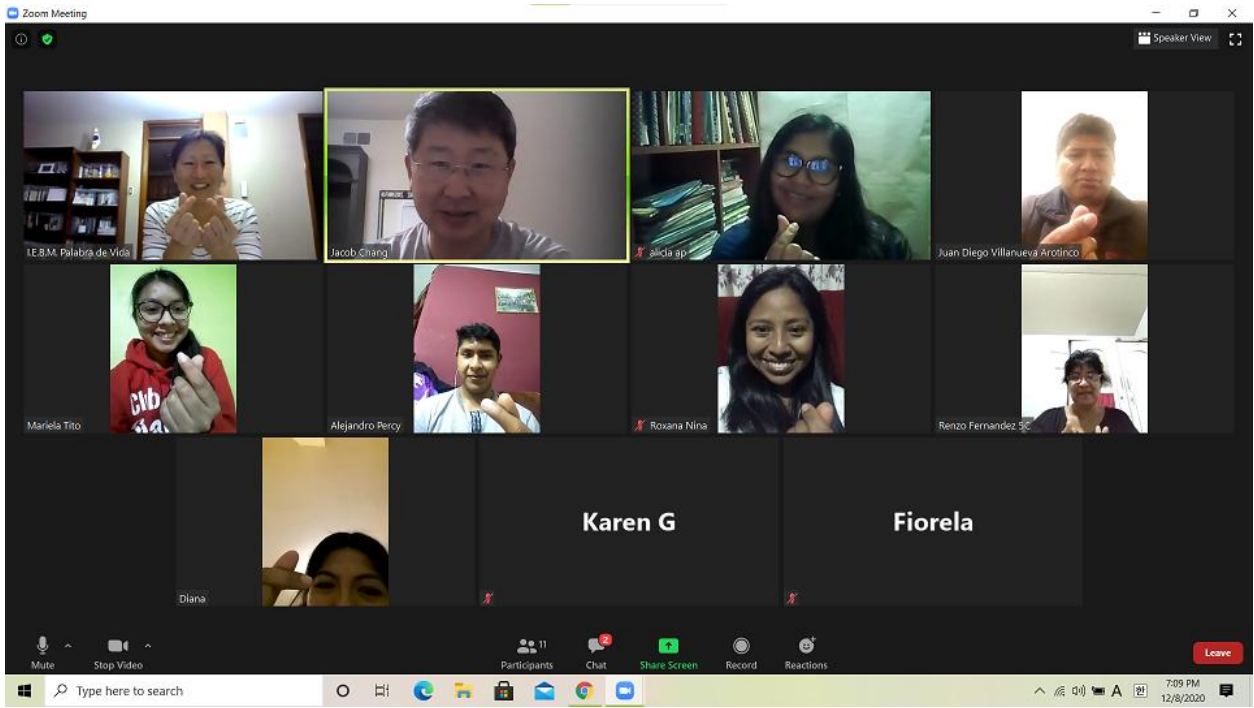 Zoom Meeting
Speaker View
I.E.B.M. Palabra de Vida
Jacob Chang
alicia ap
Juan Diego Villanueva Arotinco
Mariela Tito
Alejandro Percy
Roxana Nina
Renzo Fernandez 5C
Diana
Karen G
Fiorela
11
2
Mute
Stop Video
Participants
Chat
Share Screen
Record
Reactions
Leave
Type here to search
A
한
7:09 PM
12/8/2020